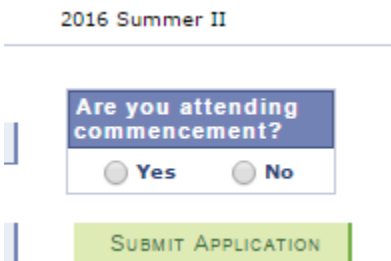 2016 Summer II
Are you attending
commencement?
Yes No
SUBMIT APPLICATION